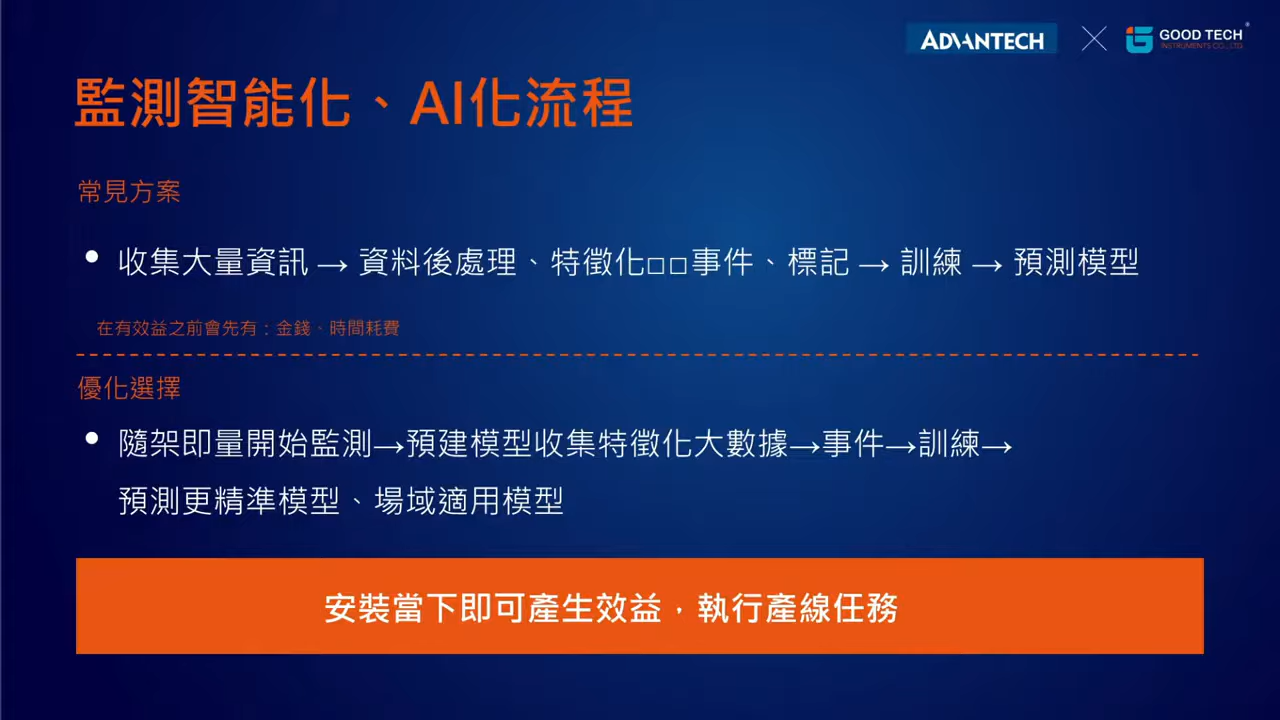 ADVANTECH
GOOD TECH
INSTRUMENTS CO., LTD.
監測智能化、AI化流程
常見方案
• 收集大量資訊 → 資料後處理、特徵化□□事件、標記 → 訓練 → 預測模型
在有效益之前會先有：金錢、時間耗費
優化選擇
• 隨架即量開始監測→預建模型收集特徵化大數據→事件→訓練→
預測更精準模型、場域適用模型
安裝當下即可產生效益，執行產線任務